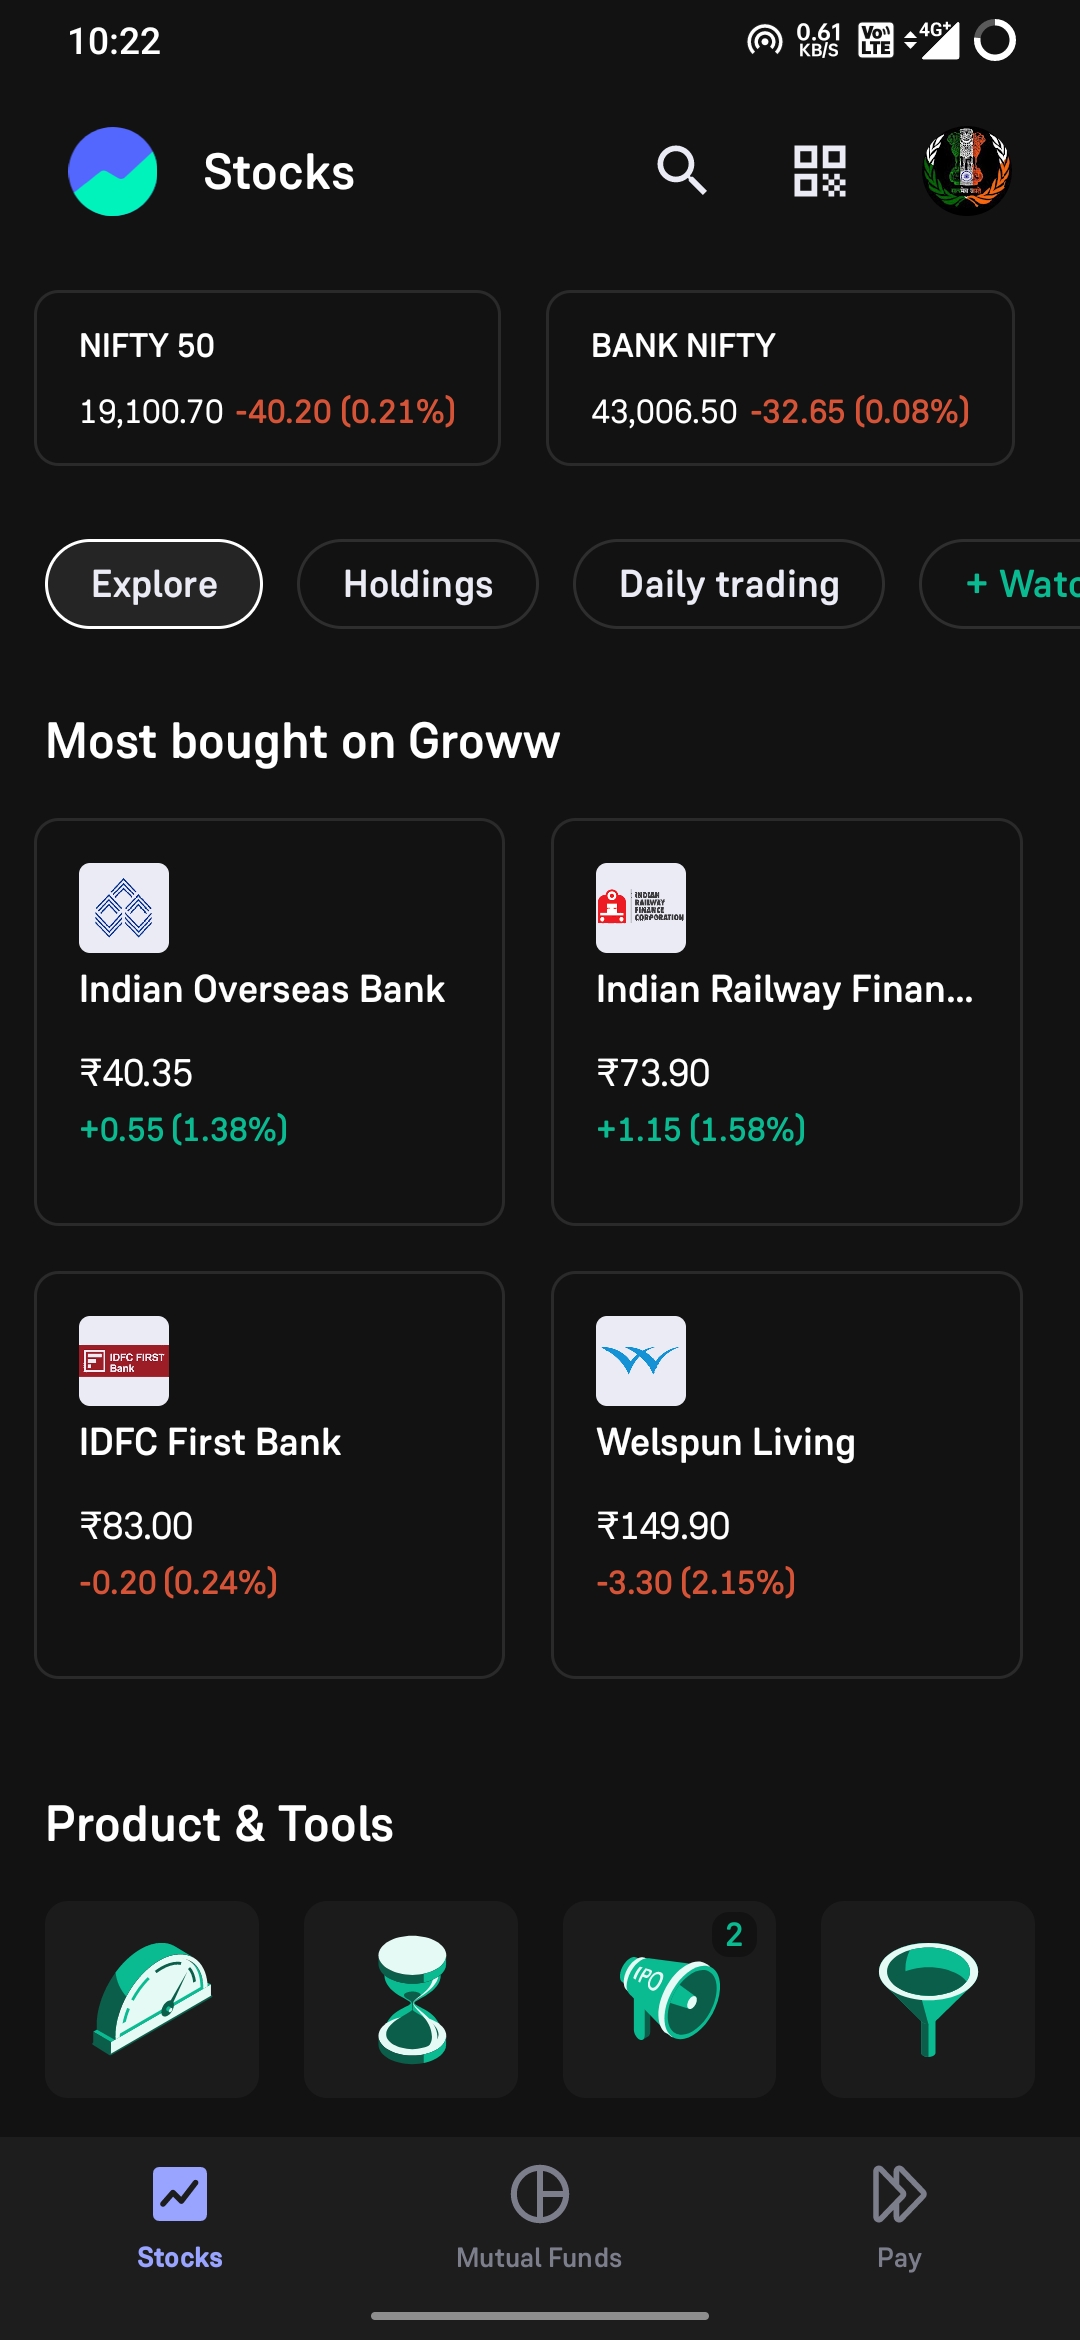 10:22
0.61
KB/S
Vo))
LTE
4G+
Stocks
NIFTY 50
19,100.70 -40.20 (0.21%)
BANK NIFTY
43,006.50 -32.65 (0.08%)
Explore
Holdings
Daily trading
+ Watc
Most bought on Groww
Indian Overseas Bank
₹40.35
+0.55 (1.38%)
INDIAN
RAILWAY
FINANCE
CORPORATION
Indian Railway Finan...
₹73.90
+1.15 (1.58%)
IDFC FIRST
Bank
IDFC First Bank
₹83.00
-0.20 (0.24%)
Welspun Living
₹149.90
-3.30 (2.15%)
Product & Tools
IPO
2
Stocks
Mutual Funds
Pay